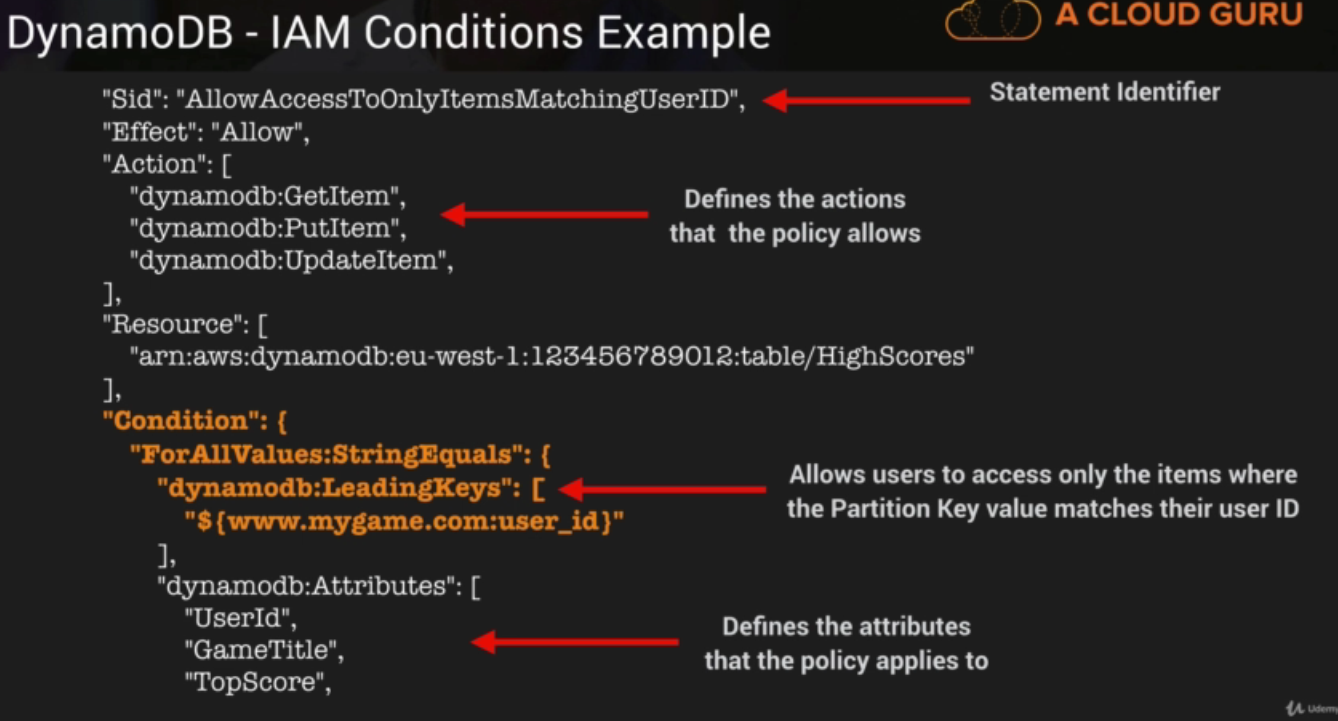 DynamoDB - IAM Conditions Example
A CLOUD GURU
"Sid": "AllowAccessToOnlyItemsMatchingUserID",
Statement Identifier
"Effect": "Allow",
"Action": [
"dynamodb:GetItem",
"dynamodb:PutItem",
"dynamodb:UpdateItem",
Defines the actions
that the policy allows
],
"Resource": [
"arn:aws:dynamodb:eu-west-1:123456789012:table/HighScores"
],
"Condition": {
"ForAllValues:StringEquals": {
"dynamodb:LeadingKeys": [
"${www.mygame.com:user_id}"
Allows users to access only the items where
the Partition Key value matches their user ID
],
"dynamodb:Attributes": [
"UserId",
"GameTitle",
"TopScore",
Defines the attributes
that the policy applies to
Udemy